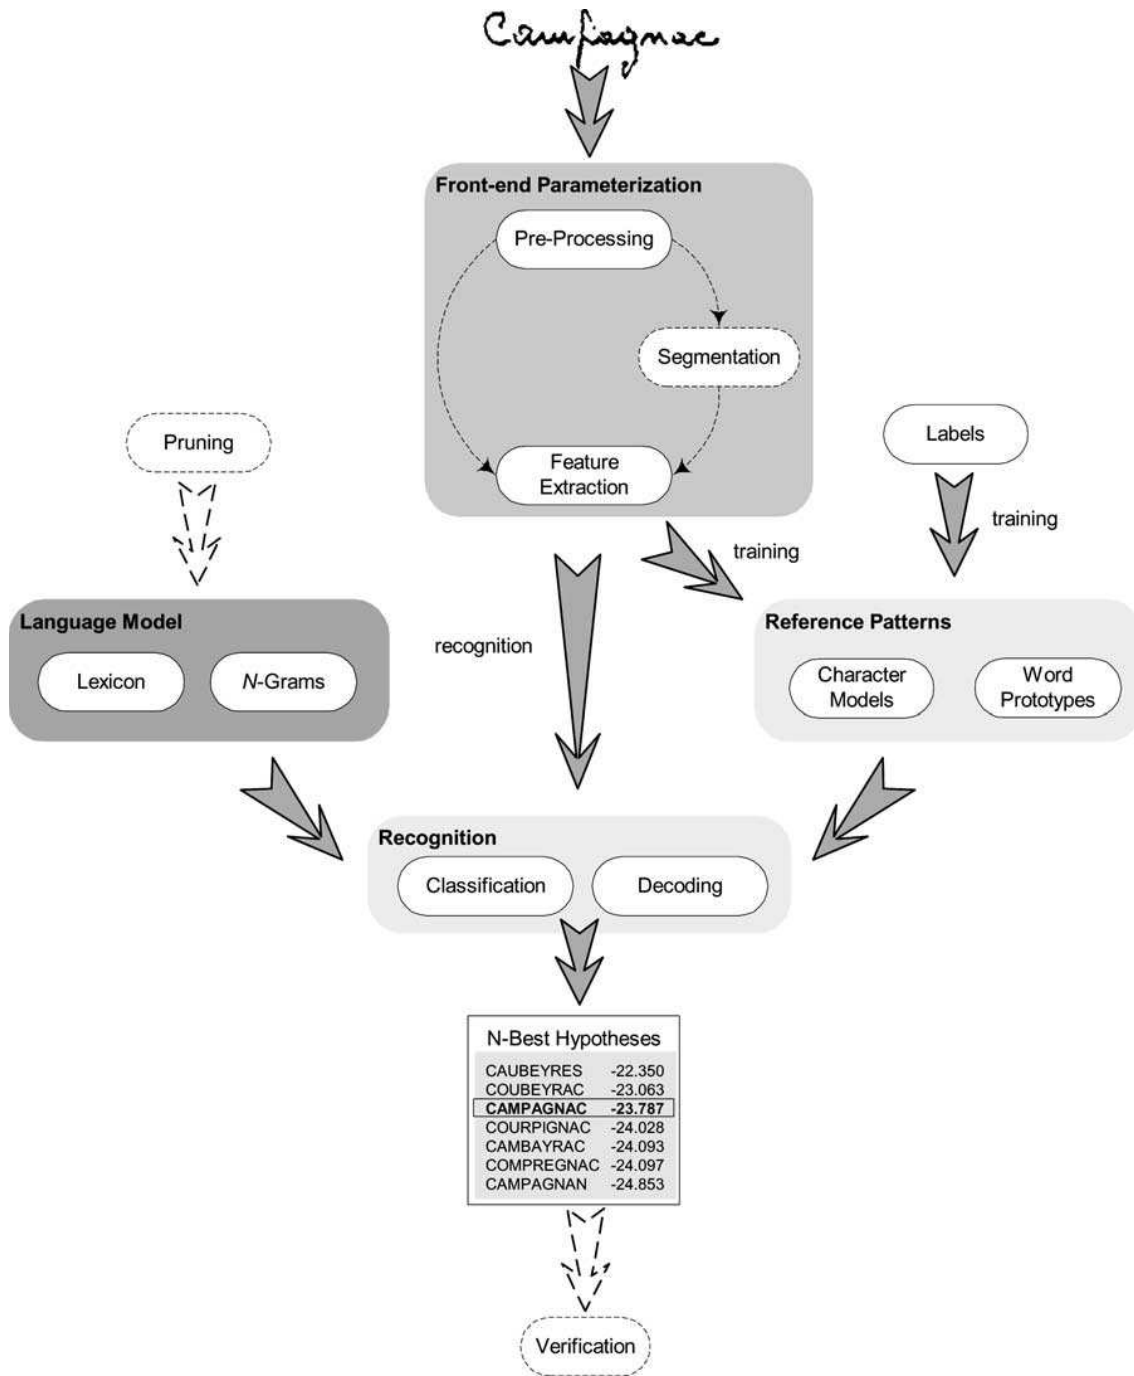 Campagnac
Front-end Parameterization
Pre-Processing
Segmentation
Feature
Extraction
Pruning
Labels
training
training
Language Model
Lexicon
N-Grams
recognition
Reference Patterns
Character
Models
Word
Prototypes
Recognition
Classification
Decoding
N-Best Hypotheses
CAUBEYRES -22.350
COUBEYRAC -23.063
CAMPAGNAC -23.787
COURPIGNAC -24.028
CAMBAYRAC -24.093
COMPREGNAC -24.097
CAMPAGNAN -24.853
Verification